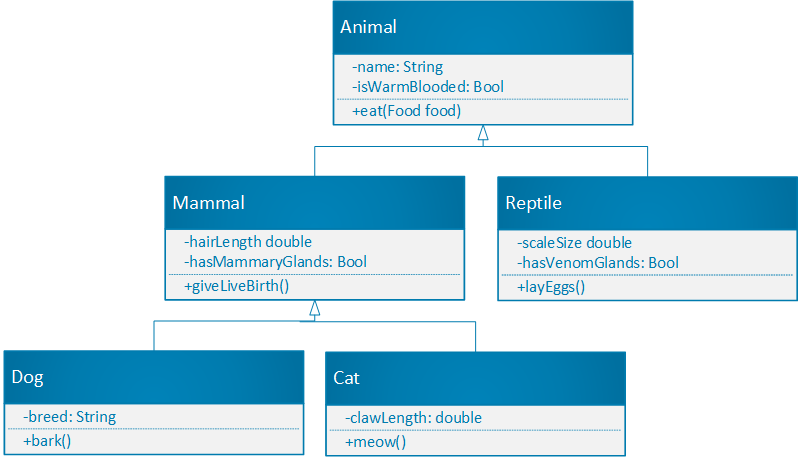 Animal
-name: String
-isWarmBlooded: Bool
+eat(Food food)
Mammal
-hairLength double
-hasMammaryGlands: Bool
+giveLiveBirth()
Reptile
-scaleSize double
-hasVenomGlands: Bool
+layEggs()
Dog
-breed: String
+bark()
Cat
-clawLength: double
+meow()